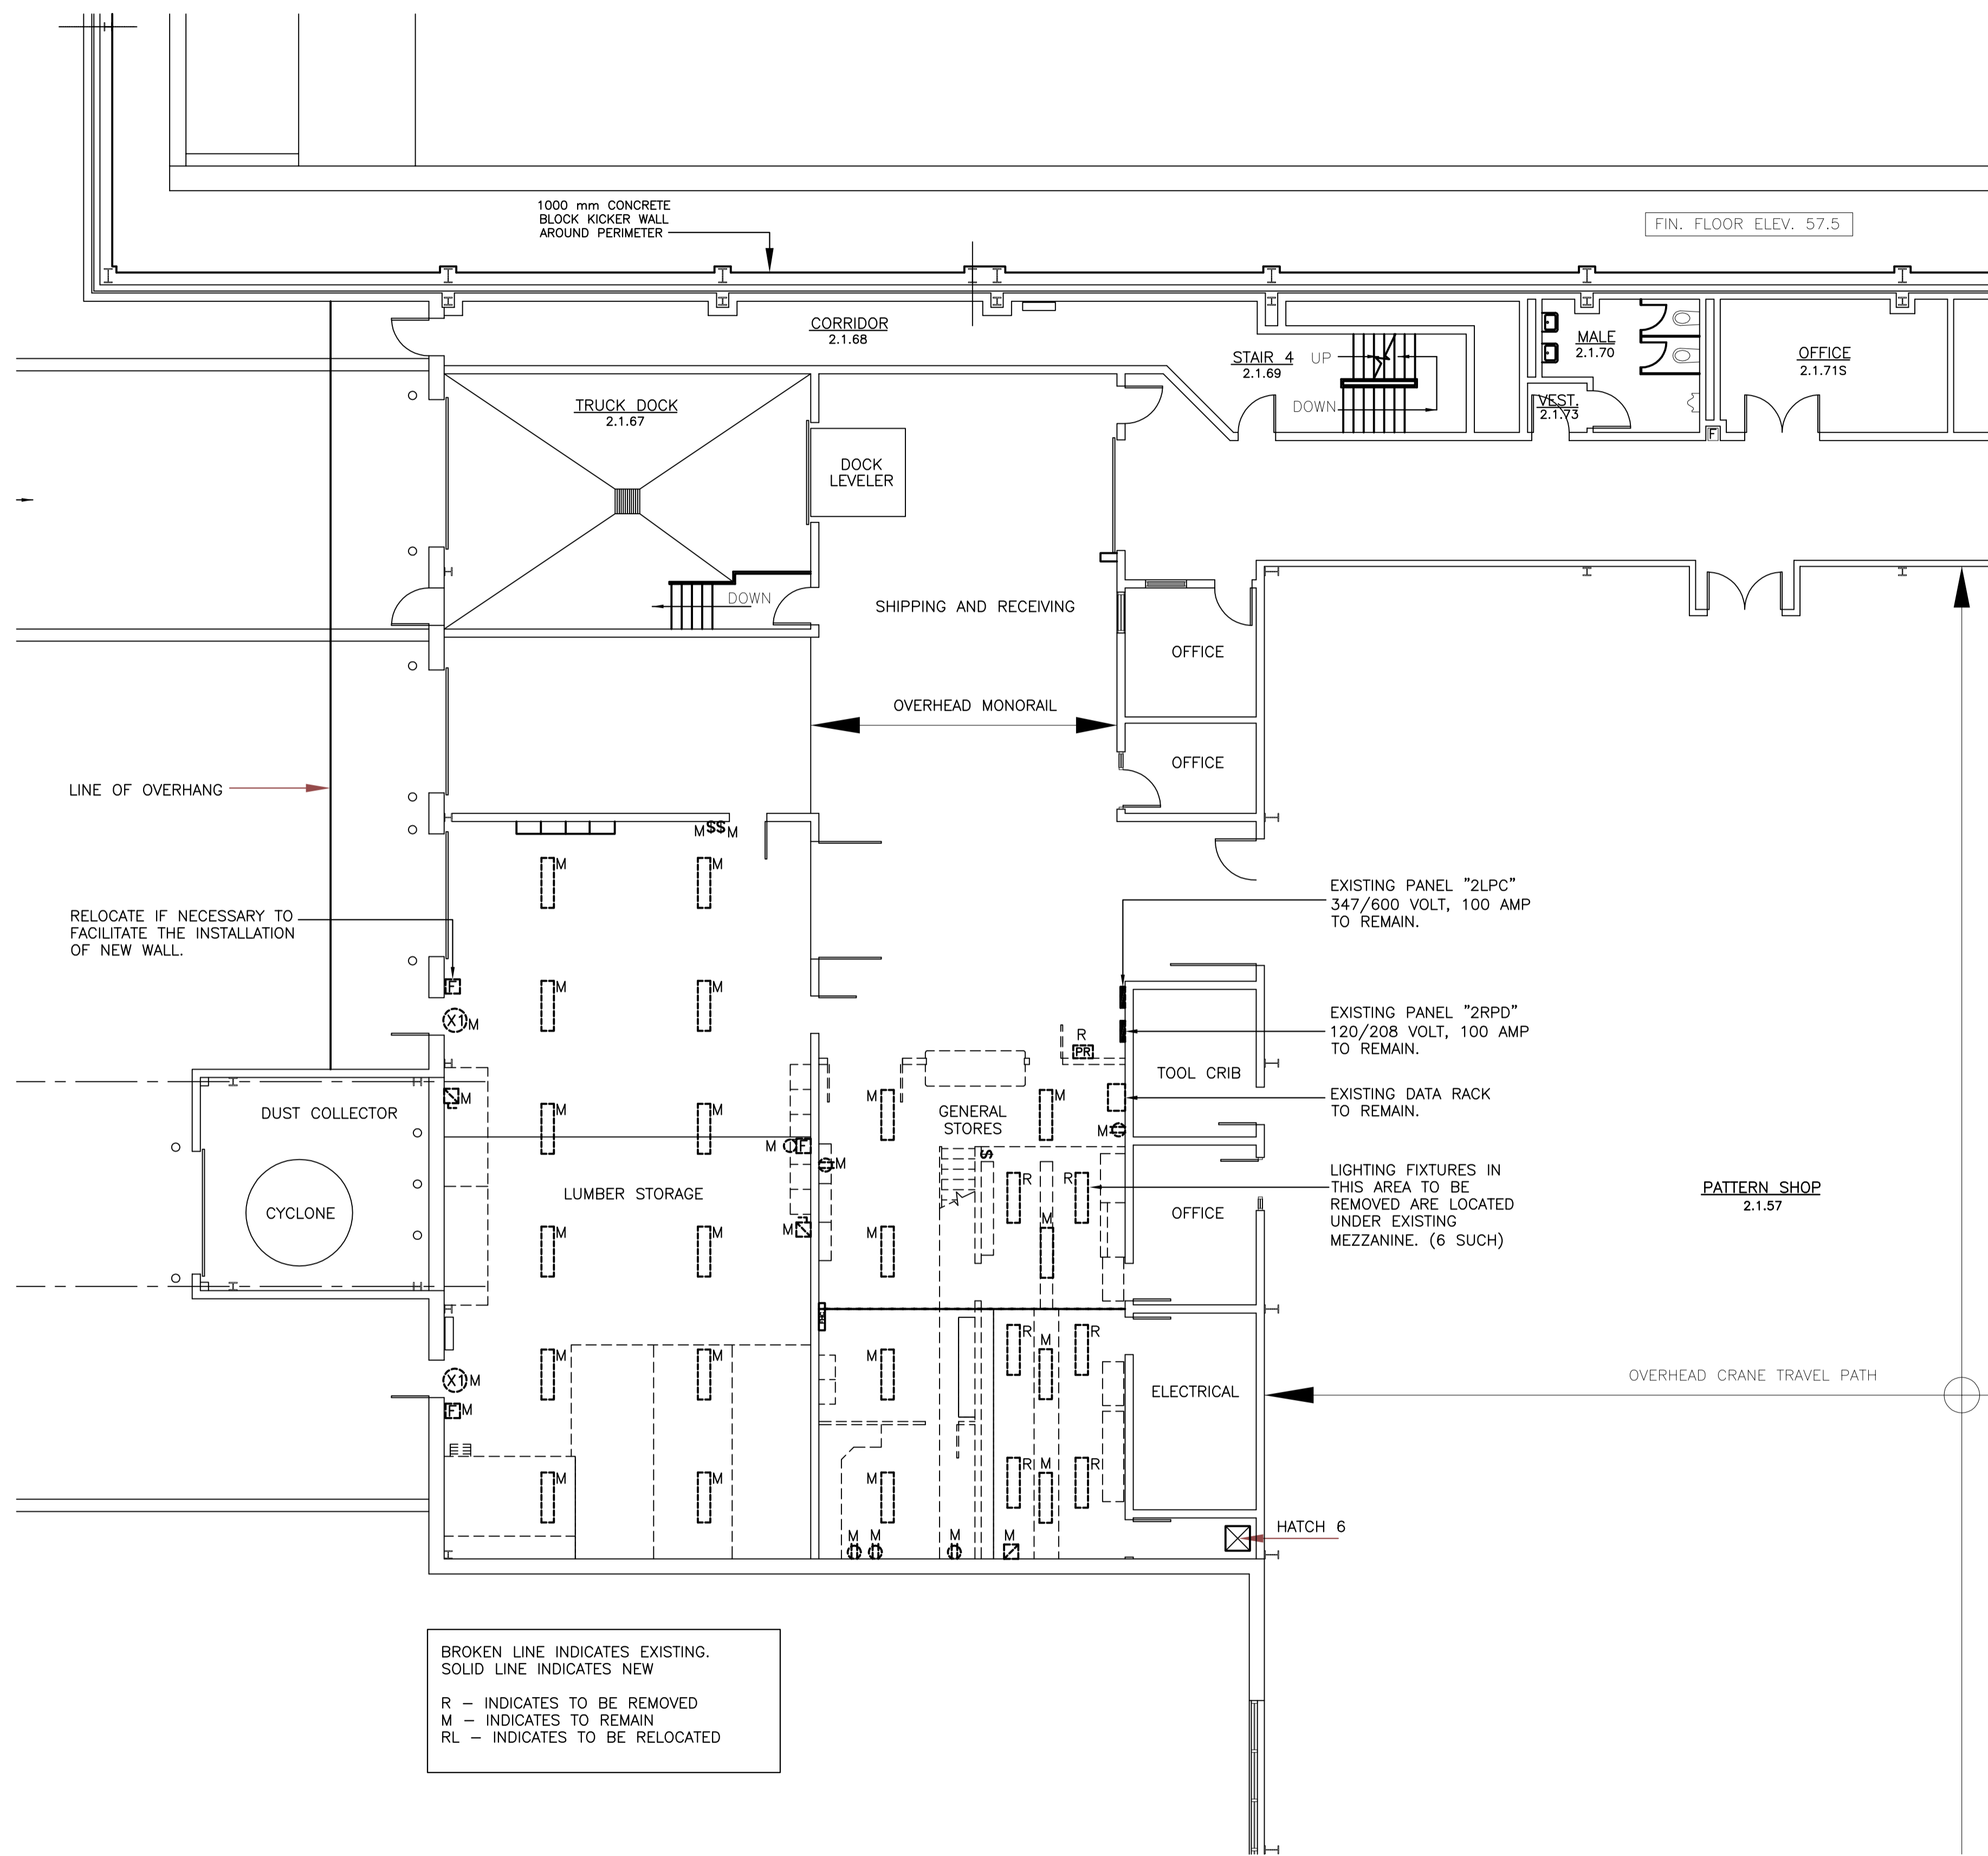 1000 mm CONCRETE
BLOCK KICKER WALL
AROUND PERIMETER
FIN. FLOOR ELEV. 57.5
CORRIDOR
2.1.68
STAIR 4
2.1.69
UP
DOWN
MALE
2.1.70
VEST.
2.1.73
F
OFFICE
2.1.71S
TRUCK DOCK
2.1.67
DOCK
LEVELER
DOWN
SHIPPING AND RECEIVING
OFFICE
OVERHEAD MONORAIL
OFFICE
LINE OF OVERHANG
M $$ M
M M
RELOCATE IF NECESSARY TO
FACILITATE THE INSTALLATION
OF NEW WALL.
EXISTING PANEL "2LPC"
347/600 VOLT, 100 AMP
TO REMAIN.
F
M M
X1 M
EXISTING PANEL "2RPD"
120/208 VOLT, 100 AMP
TO REMAIN.
R
PR
TOOL CRIB
EXISTING DATA RACK
TO REMAIN.
DUST COLLECTOR
M
M M
M M
GENERAL
STORES
M
M F
M
$
LIGHTING FIXTURES IN
THIS AREA TO BE
REMOVED ARE LOCATED
UNDER EXISTING
MEZZANINE. (6 SUCH)
R R
LUMBER STORAGE
CYCLONE
OFFICE
PATTERN SHOP
2.1.57
M
M M M M
R M R
X1 M
M M M
ELECTRICAL
OVERHEAD CRANE TRAVEL PATH
F M
M M M
R M R
M M M M
HATCH 6
BROKEN LINE INDICATES EXISTING.
SOLID LINE INDICATES NEW
R – INDICATES TO BE REMOVED
M – INDICATES TO REMAIN
RL – INDICATES TO BE RELOCATED